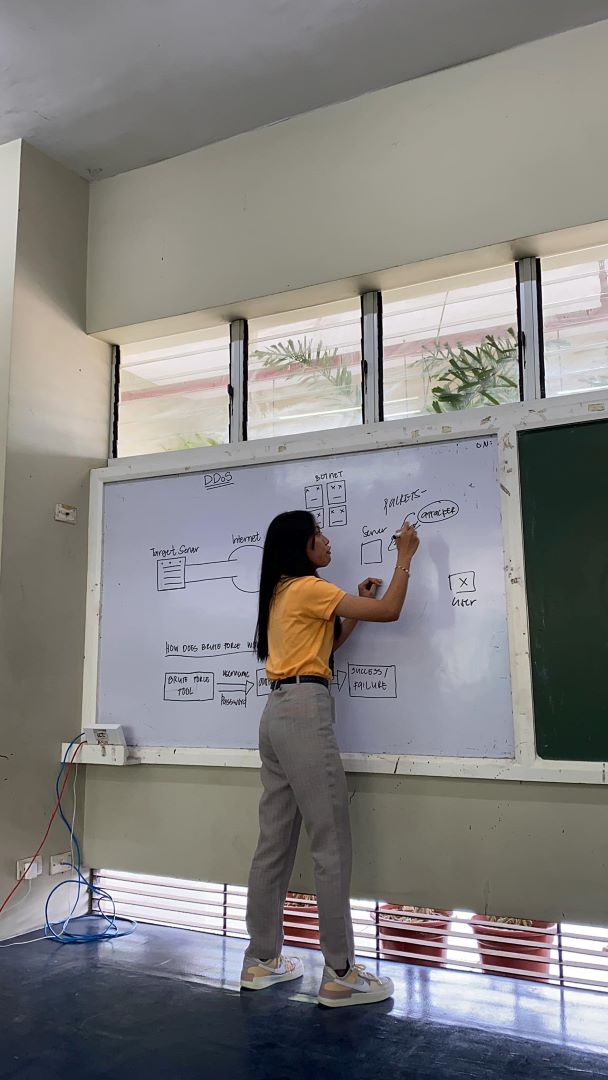 DDoS
BOTNET
ON:
PACKETS-
ATTACKER
Server
Internet
Target Server
X
User
HOW DOES BRUTE FORCE
BRUTE FORCE
TOOL
Username
Password
SUCCESS/
FAILURE